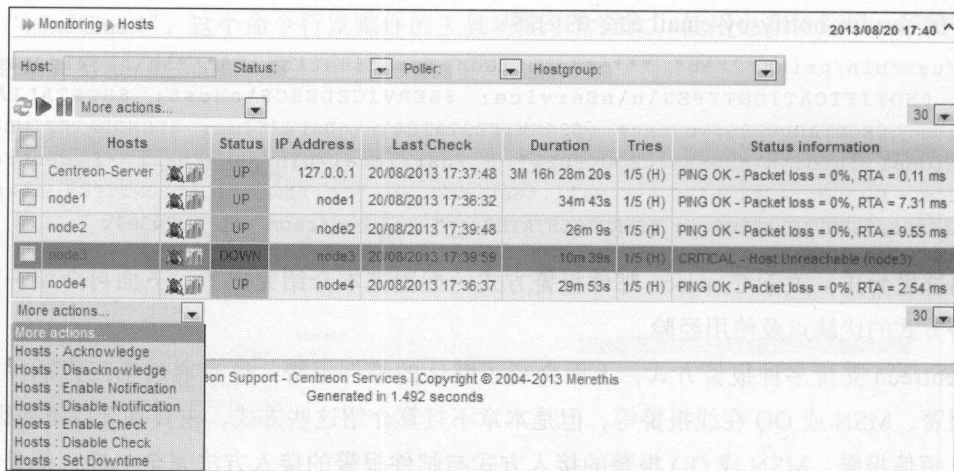 Monitoring Hosts
2013/08/20 17:40
Host: Status: Poller: Hostgroup:
More actions...
30
Hosts Status IP Address Last Check Duration Tries Status information
Centreon-Server UP 127.0.0.1 20/08/2013 17:37:48 3M 16h 28m 20s 1/5 (H) PING OK - Packet loss = 0%, RTA = 0.11 ms
node1 UP node1 20/08/2013 17:36:32 34m 43s 1/5 (H) PING OK - Packet loss = 0%, RTA = 7.31 ms
node2 UP node2 20/08/2013 17:39:48 26m 9s 1/5 (H) PING OK - Packet loss = 0%, RTA = 9.55 ms
node3 DOWN node3 20/08/2013 17:39:59 10m 39s 1/5 (H) CRITICAL - Host Unreachable (node3)
node4 UP node4 20/08/2013 17:36:37 29m 53s 1/5 (H) PING OK - Packet loss = 0%, RTA = 2.54 ms
More actions...
30
More actions
Hosts : Acknowledge
Hosts : Disacknowledge
Hosts : Enable Notification
Hosts : Disable Notification
Hosts : Enable Check
Hosts : Disable Check
Hosts : Set Downtime
eon Support - Centreon Services | Copyright © 2004-2013 Merethis
Generated in 1.492 seconds